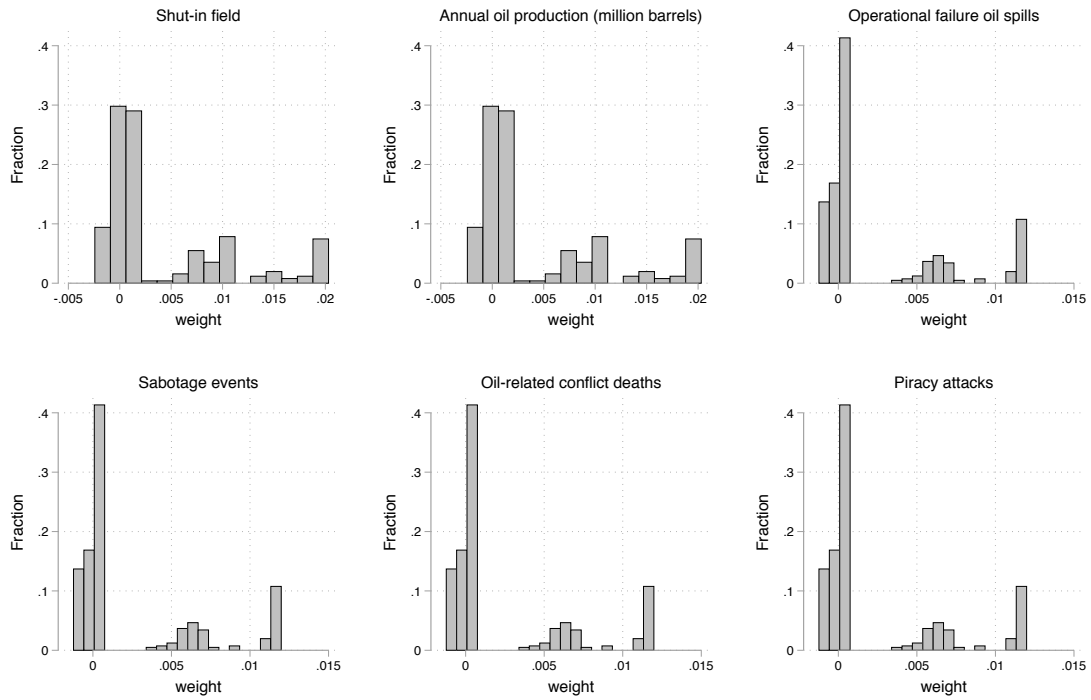 Shut-in field
Fraction
.4
.3
.2
.1
0
-.005 0 .005 .01 .015 .02
weight
Annual oil production (million barrels)
Fraction
.4
.3
.2
.1
0
-.005 0 .005 .01 .015 .02
weight
Operational failure oil spills
Fraction
.4
.3
.2
.1
0
0 .005 .01 .015
weight
Sabotage events
Fraction
.4
.3
.2
.1
0
0 .005 .01 .015
weight
Oil-related conflict deaths
Fraction
.4
.3
.2
.1
0
0 .005 .01 .015
weight
Piracy attacks
Fraction
.4
.3
.2
.1
0
0 .005 .01 .015
weight